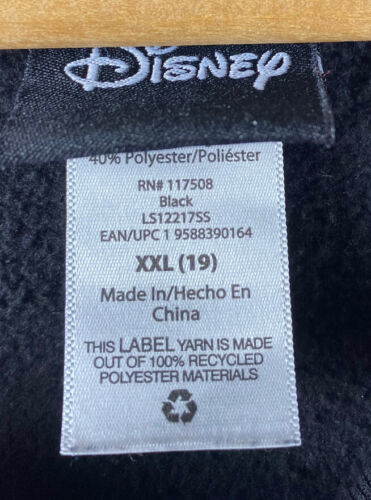 Disney
40% Polyester/Poliéster
RN# 117508
Black
LS12217SS
EAN/UPC 1 9588390164
XXL (19)
Made In/Hecho En
China
THIS LABEL YARN IS MADE
OUT OF 100% RECYCLED
POLYESTER MATERIALS